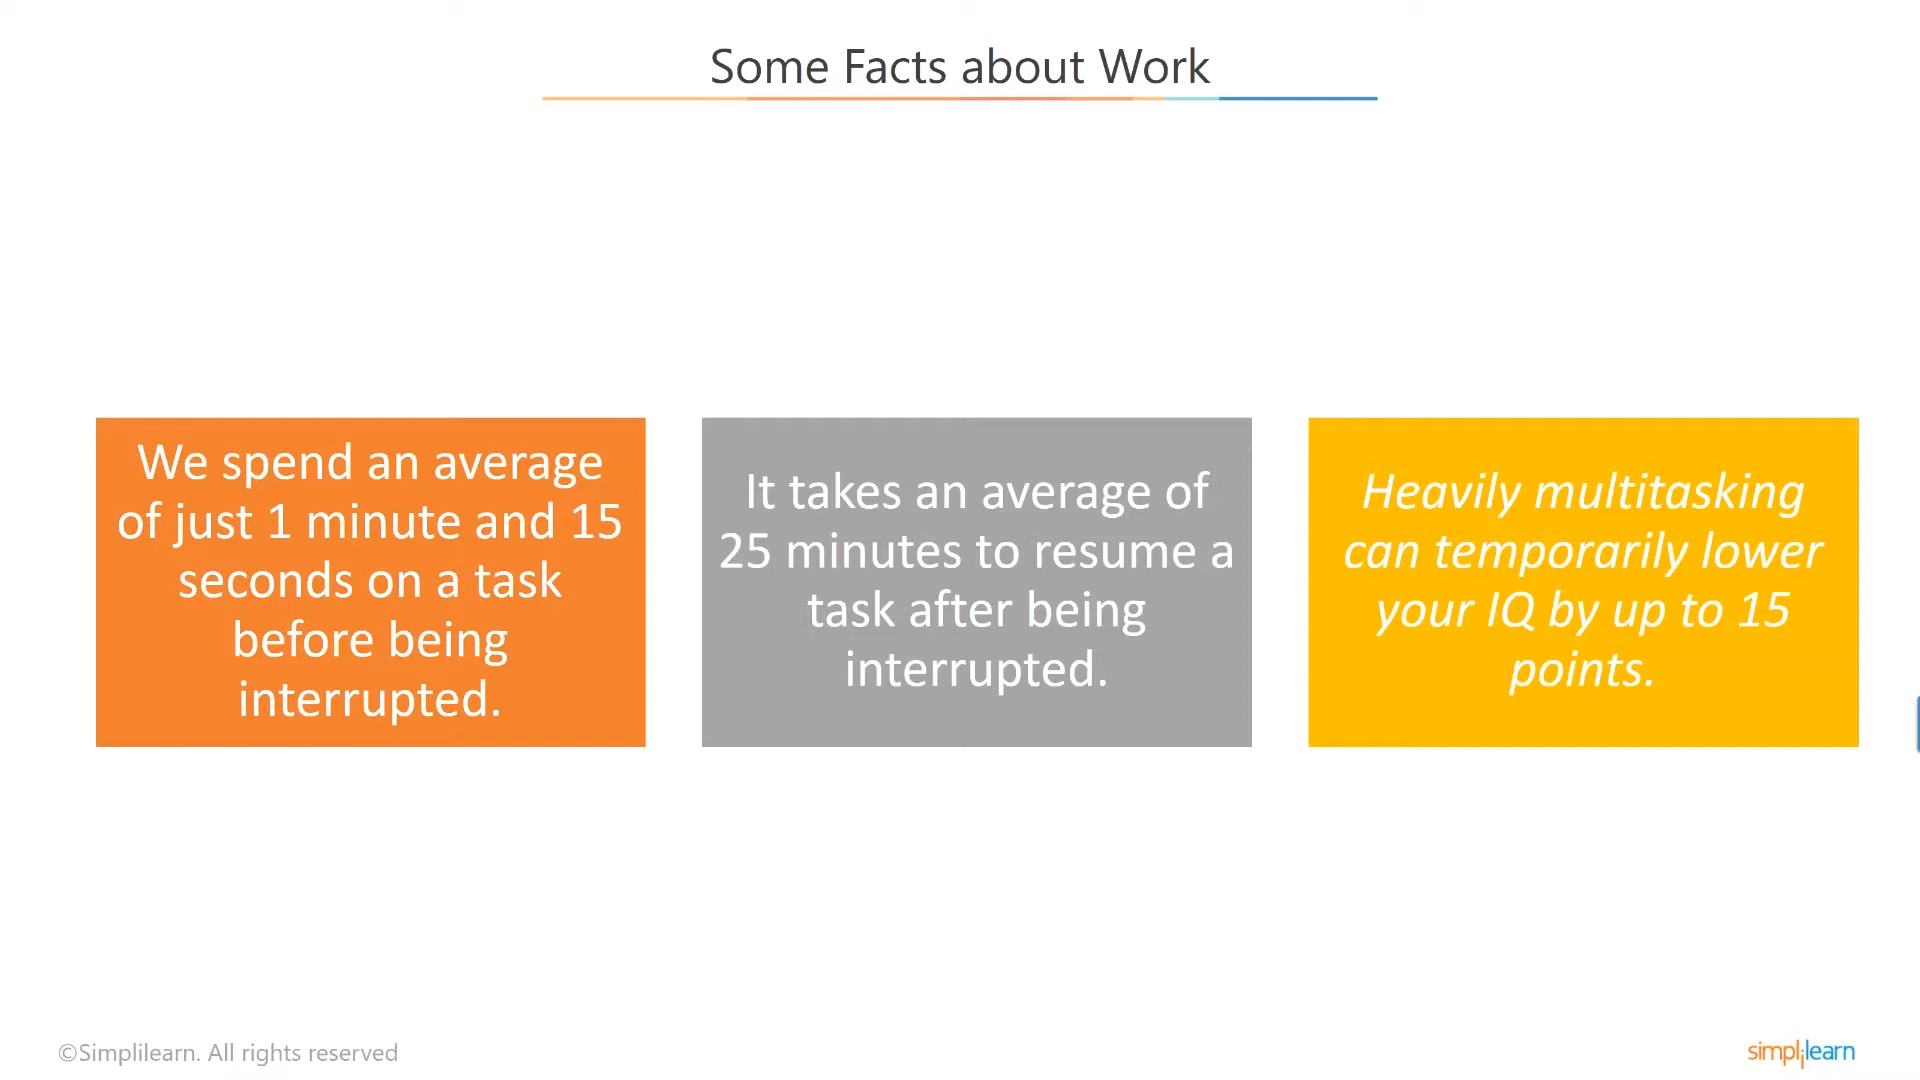 Some Facts about Work
We spend an average
of just 1 minute and 15
seconds on a task
before being
interrupted.
It takes an average of
25 minutes to resume a
task after being
interrupted.
Heavily multitasking
can temporarily lower
your IQ by up to 15
points.
©Simplilearn. All rights reserved
simplilearn